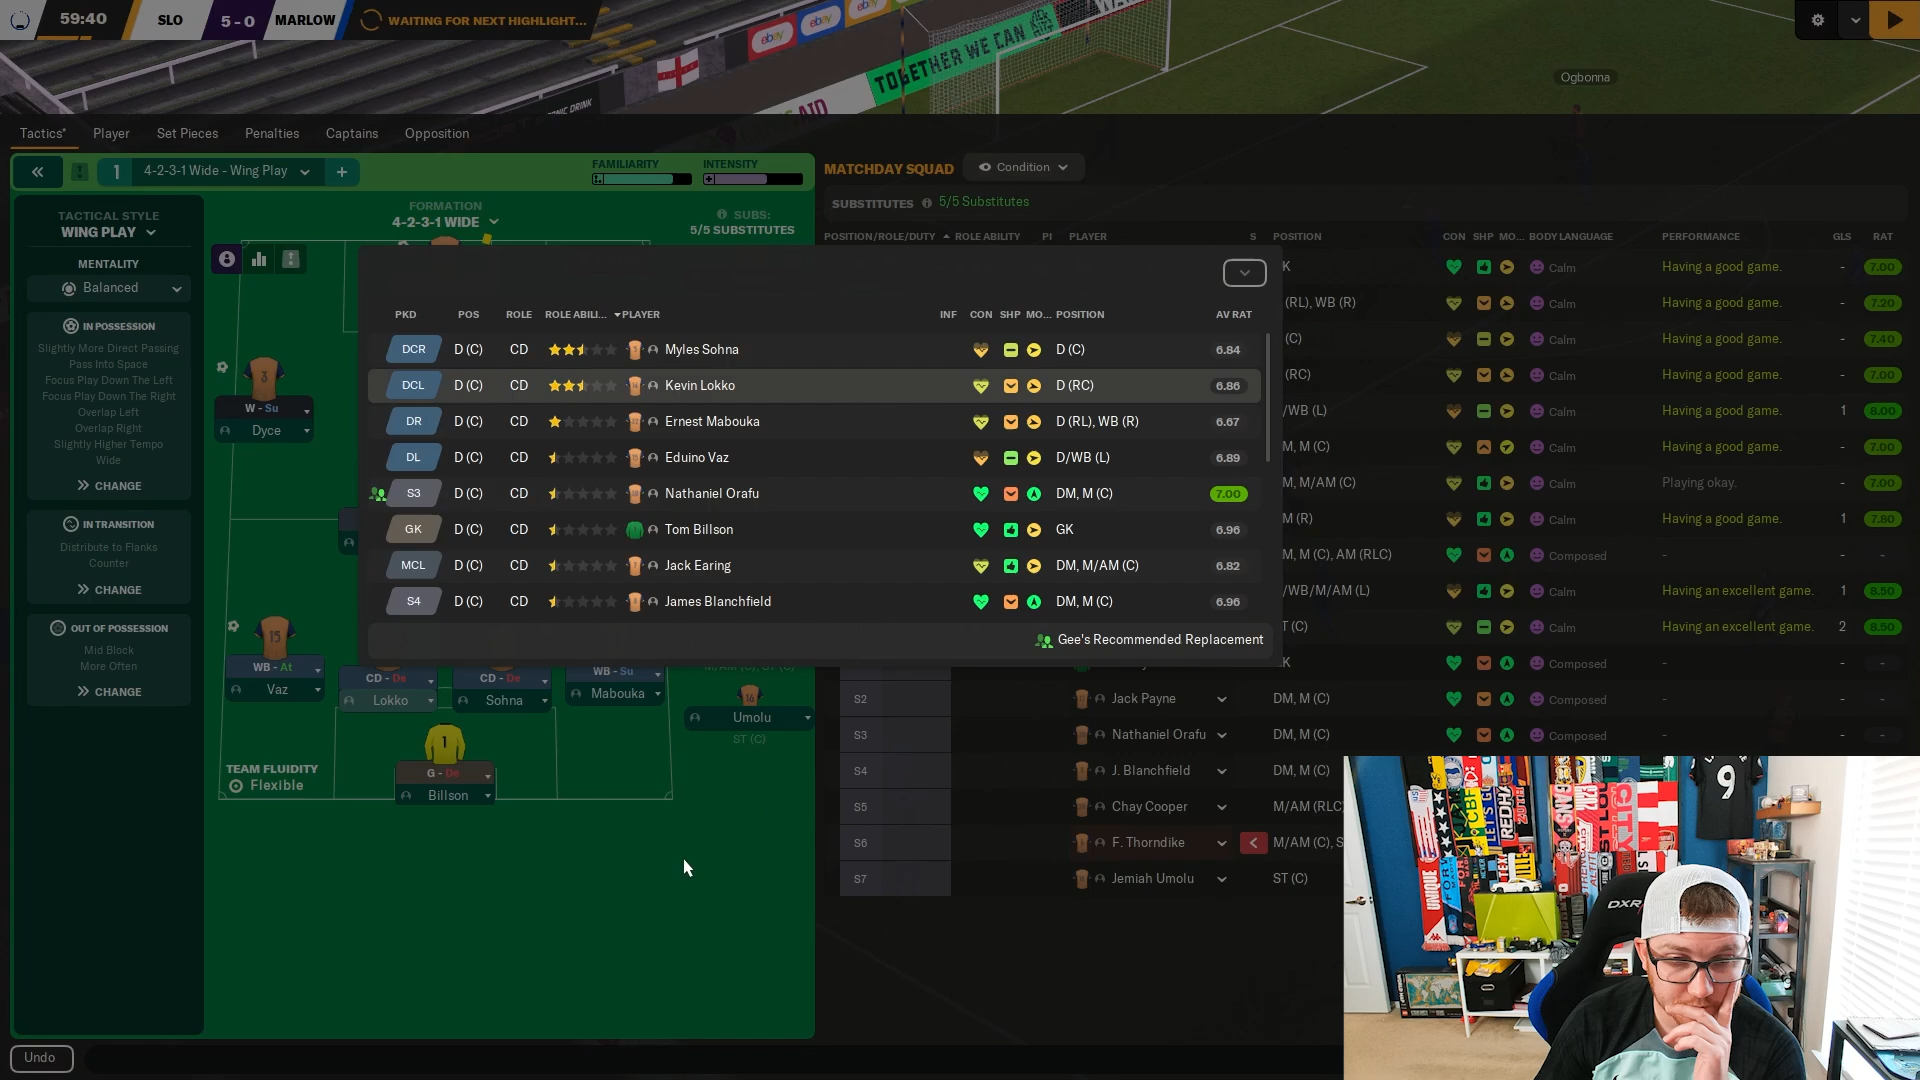 59:40 SLO 5 - 0 MARLOW WAITING FOR NEXT HIGHLIGHT...
ebay ebay ebay
TOGETHER WE CAN
Ogbonna
Tactics* Player Set Pieces Penalties Captains Opposition
1 4-2-3-1 Wide - Wing Play +
FAMILIARITY INTENSITY
MATCHDAY SQUAD Condition
SUBSTITUTES 5/5 Substitutes
TACTICAL STYLE
WING PLAY
MENTALITY
Balanced
IN POSSESSION
Slightly More Direct Passing
Pass Into Space
Focus Play Down The Left
Focus Play Down The Right
Overlap Left
Overlap Right
Slightly Higher Tempo
Wide
CHANGE
IN TRANSITION
Distribute to Flanks
Counter
CHANGE
OUT OF POSSESSION
Mid Block
More Often
CHANGE
FORMATION
4-2-3-1 WIDE
SUBS:
5/5 SUBSTITUTES
3
W - Su
Dyce
15
WB - At
Vaz
CD - De
Lokko
CD - De
Sohna
WB - Su
Mabouka
M/AM (C), ST (C)
16
Umolu
ST (C)
1
G - De
Billson
TEAM FLUIDITY
Flexible
POSITION/ROLE/DUTY ROLE ABILITY PI PLAYER S POSITION CON SHP MO... BODY LANGUAGE PERFORMANCE GLS RAT
K Calm Having a good game. - 7.00
(RL), WB (R) Calm Having a good game. - 7.20
(C) Calm Having a good game. - 7.40
(RC) Calm Having a good game. - 7.00
/WB (L) Calm Having a good game. 1 8.00
M, M (C) Calm Having a good game. - 7.00
M, M/AM (C) Calm Playing okay. - 7.00
M (R) Calm Having a good game. 1 7.80
M, M (C), AM (RLC) Composed - - -
/WB/M/AM (L) Calm Having an excellent game. 1 8.50
T (C) Calm Having an excellent game. 2 8.50
K Composed - - -
S2 Jack Payne DM, M (C) Composed - - -
S3 Nathaniel Orafu DM, M (C) Composed - - -
S4 J. Blanchfield DM, M (C)
S5 Chay Cooper M/AM (RLC
S6 F. Thorndike M/AM (C), S
S7 Jemiah Umolu ST (C)
PKD POS ROLE ROLE ABILI... PLAYER INF CON SHP MO... POSITION AV RAT
DCR D (C) CD Myles Sohna D (C) 6.84
DCL D (C) CD Kevin Lokko D (RC) 6.86
DR D (C) CD Ernest Mabouka D (RL), WB (R) 6.67
DL D (C) CD Eduino Vaz D/WB (L) 6.89
S3 D (C) CD Nathaniel Orafu DM, M (C) 7.00
GK D (C) CD Tom Billson GK 6.96
MCL D (C) CD Jack Earing DM, M/AM (C) 6.82
S4 D (C) CD James Blanchfield DM, M (C) 6.96
Gee's Recommended Replacement
Undo
9
DXR